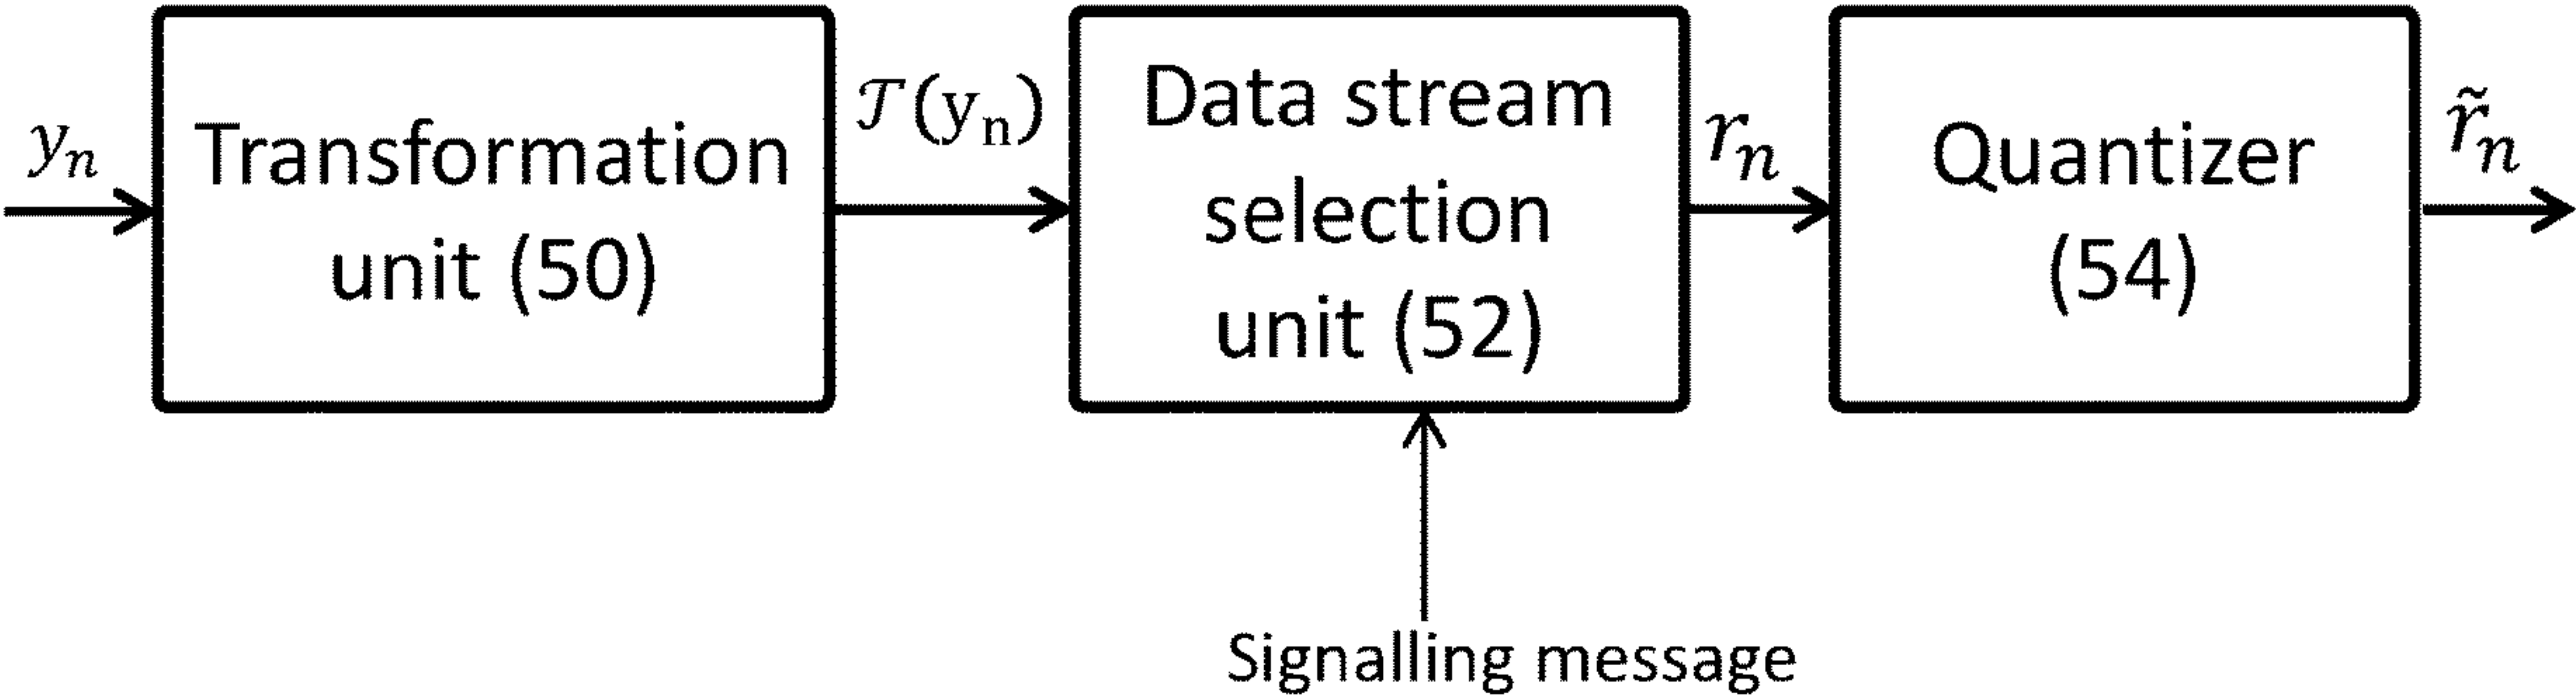 yₙ
Transformation
unit (50)
𝒯(yₙ)
Data stream
selection
unit (52)
rₙ
Quantizer
(54)
r̃ₙ
Signalling message